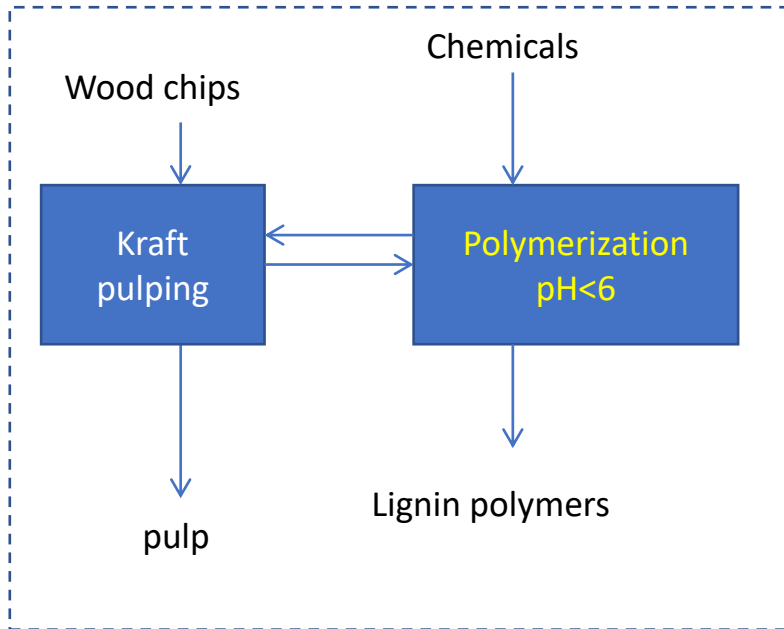 Chemicals
Wood chips
Kraft
pulping
Polymerization
pH<6
Lignin polymers
pulp